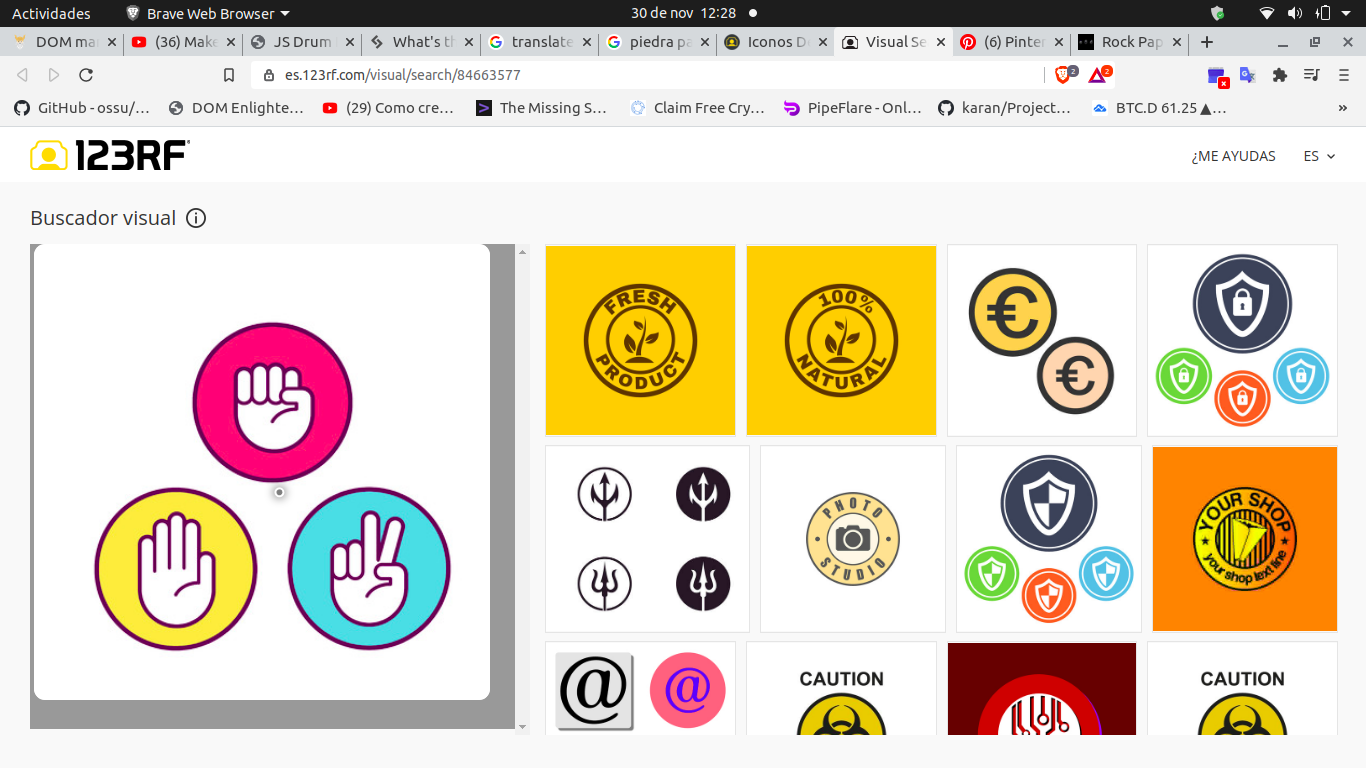 Actividades
Brave Web Browser
30 de nov 12:28
DOM ma
(36) Make
JS Drum
What's th
translate
piedra pa
Iconos De
Visual Se
(6) Pinter
Rock Pap
es.123rf.com/visual/search/84663577
2
2
GitHub - ossu/…
DOM Enlighte…
(29) Como cre…
The Missing S…
Claim Free Cry…
PipeFlare - Onl…
karan/Project…
BTC.D 61.25 ▲…
»
123RF®
¿ME AYUDAS
ES
Buscador visual
FRESH
PRODUCT
100%
NATURAL
€
€
PHOTO
STUDIO
YOUR SHOP
your shop text line
@
@
CAUTION
CAUTION